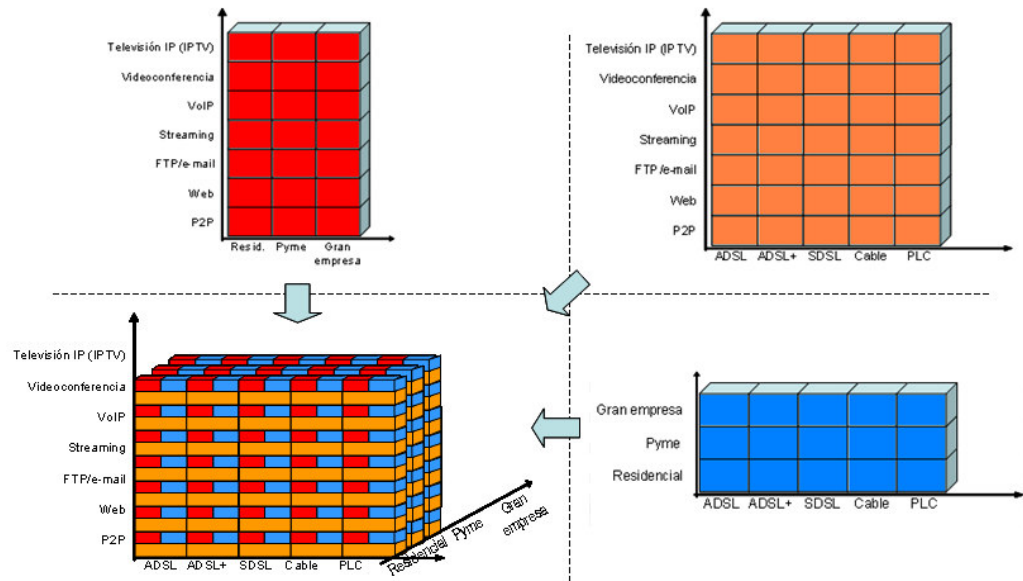 Televisión IP (IPTV)
Videoconferencia
VoIP
Streaming
FTP/e-mail
Web
P2P
Resid. Pyme Gran
empresa
Televisión IP (IPTV)
Videoconferencia
VoIP
Streaming
FTP/e-mail
Web
P2P
ADSL ADSL+ SDSL Cable PLC
Televisión IP (IPTV)
Videoconferencia
VoIP
Streaming
FTP/e-mail
Web
P2P
ADSL ADSL+ SDSL Cable PLC
Residencial Pyme Gran
empresa
Gran empresa
Pyme
Residencial
ADSL ADSL+ SDSL Cable PLC